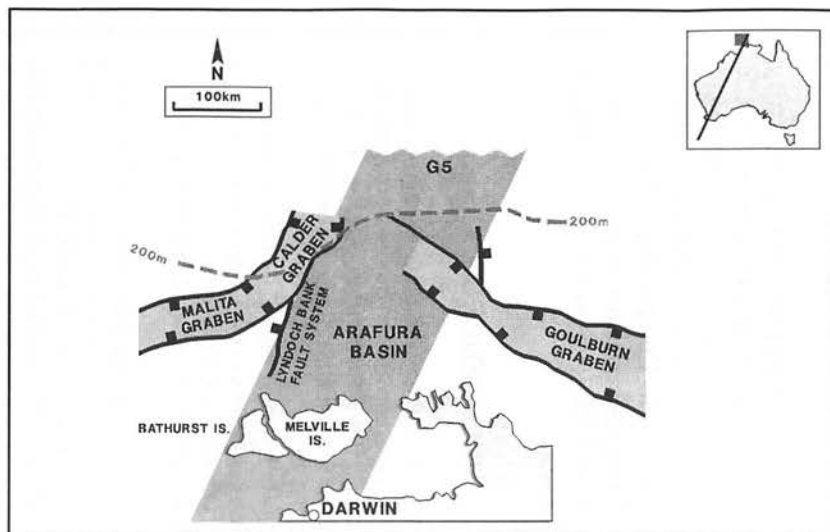 N
100km
G5
200m
200m
CALDER
GRABEN
MALITA
GRABEN
LYNDOCH BANK
FAULT SYSTEM
ARAFURA
BASIN
GOULBURN
GRABEN
BATHURST IS.
MELVILLE
IS.
DARWIN